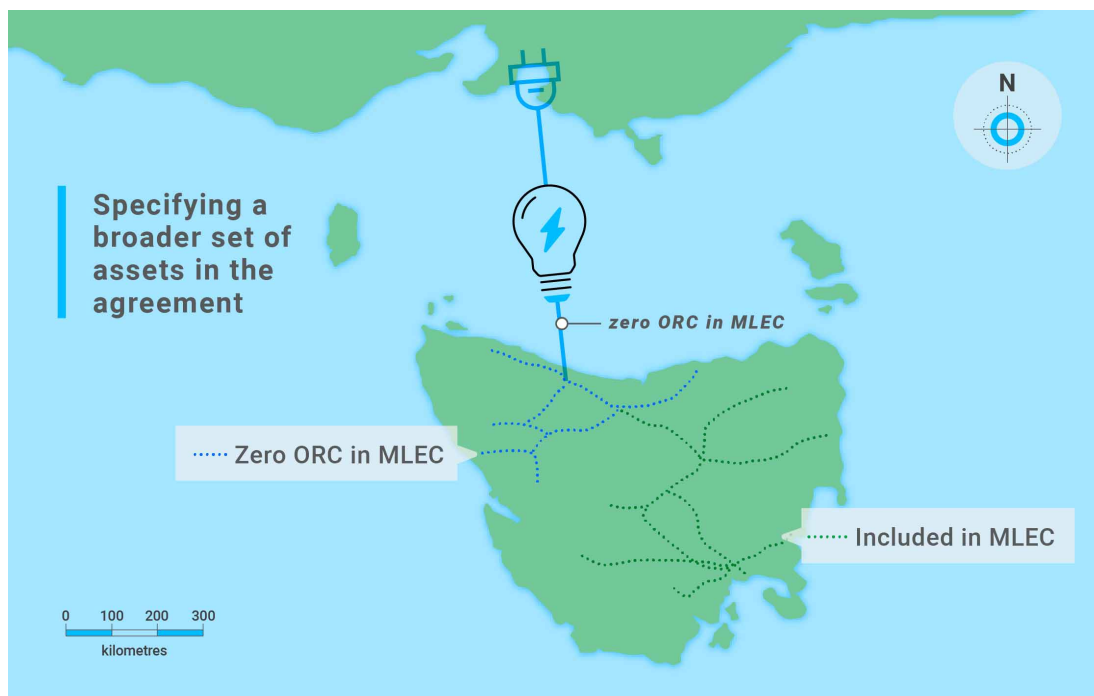 N
Specifying a
broader set of
assets in the
agreement
zero ORC in MLEC
Zero ORC in MLEC
Included in MLEC
0 100 200 300
kilometres